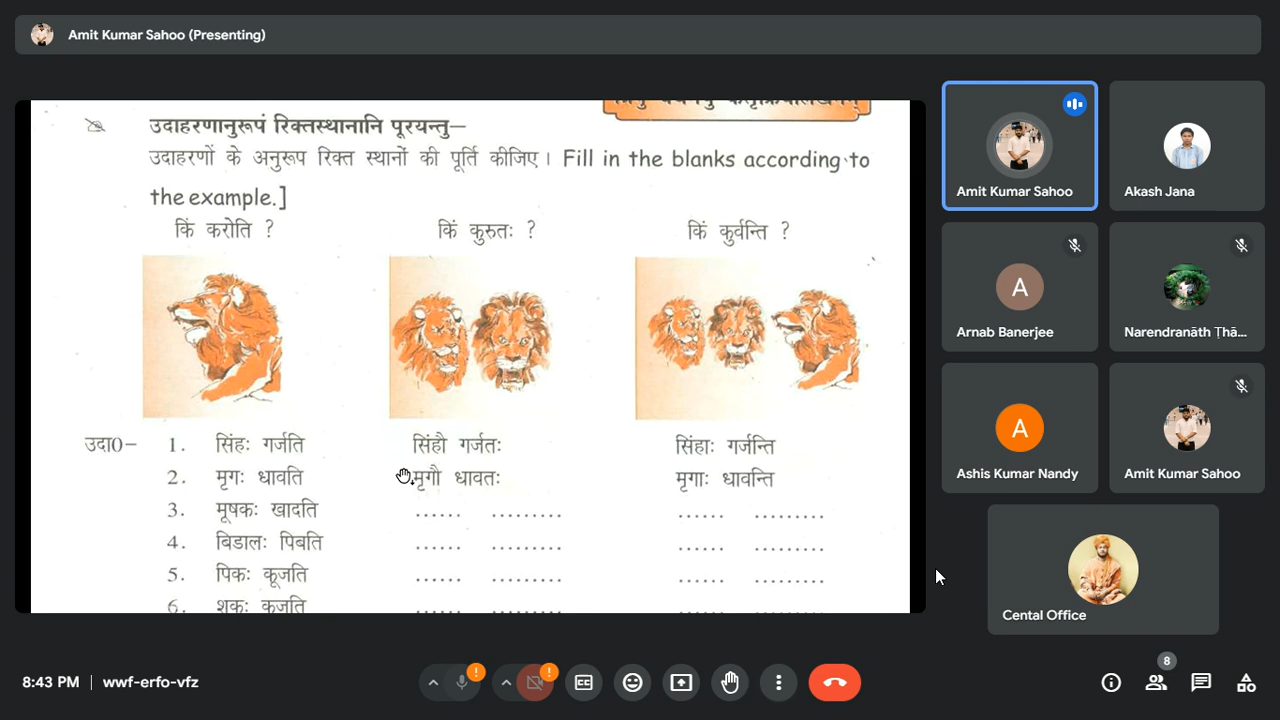 Amit Kumar Sahoo (Presenting)
उदाहरणानुरूपं रिक्तस्थानानि पूरयन्तु—
उदाहरणों के अनुरूप रिक्त स्थानों की पूर्ति कीजिए। Fill in the blanks according to
the example.]
किं करोति ? किं कुरुतः ? किं कुर्वन्ति ?
उदा0– 1. सिंहः गर्जति सिंहौ गर्जतः सिंहाः गर्जन्ति
2. मृगः धावति मृगौ धावतः मृगाः धावन्ति
3. मूषकः खादति ...... ......... ...... .........
4. बिडालः पिबति ...... ......... ...... .........
5. पिकः कूजति ...... ......... ...... .........
6. ...... ......... ...... .........
Amit Kumar Sahoo
Akash Jana
A
Arnab Banerjee
Narendranāth Ṭhā...
A
Ashis Kumar Nandy
Amit Kumar Sahoo
Cental Office
8:43 PM | wwf-erfo-vfz
8